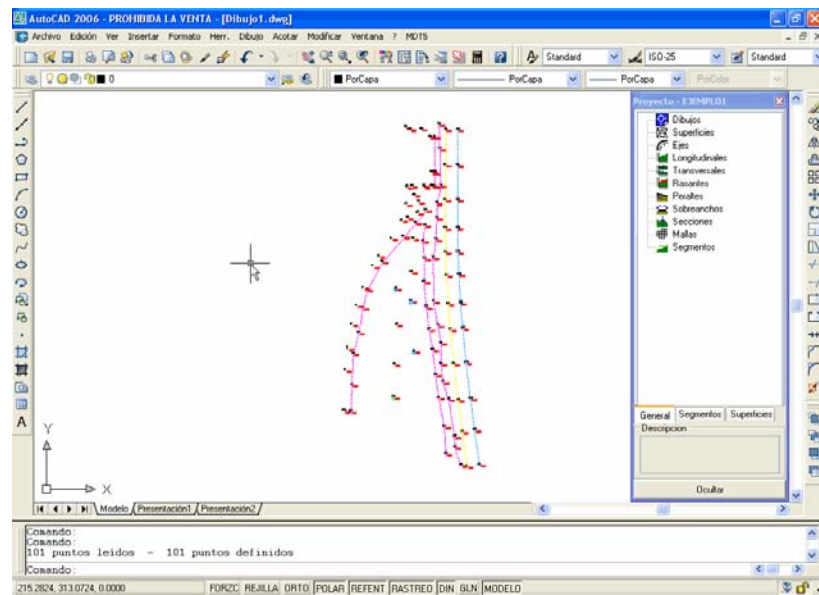 AutoCAD 2006 - PROHIBIDA LA VENTA - [Dibujo1.dwg]
Archivo Edición Ver Insertar Formato Herr. Dibujo Acotar Modificar Ventana ? MDT5
Standard ISO-25 Standard
0 PorCapa PorCapa PorCapa PorColor
Proyecto - EJEMPLO1
Dibujos
Superficies
Ejes
Longitudinales
Transversales
Rasantes
Peraltes
Sobreanchos
Secciones
Mallas
Segmentos
General Segmentos Superficies
Descripcion
Ocultar
Y
X
A
Modelo Presentación1 Presentación2
Comando:
Comando:
101 puntos leidos - 101 puntos definidos
Comando:
215.2824, 313.0724, 0.0000 FORZC REJILLA ORTO POLAR REFENT RASTREO DIN GLN MODELO